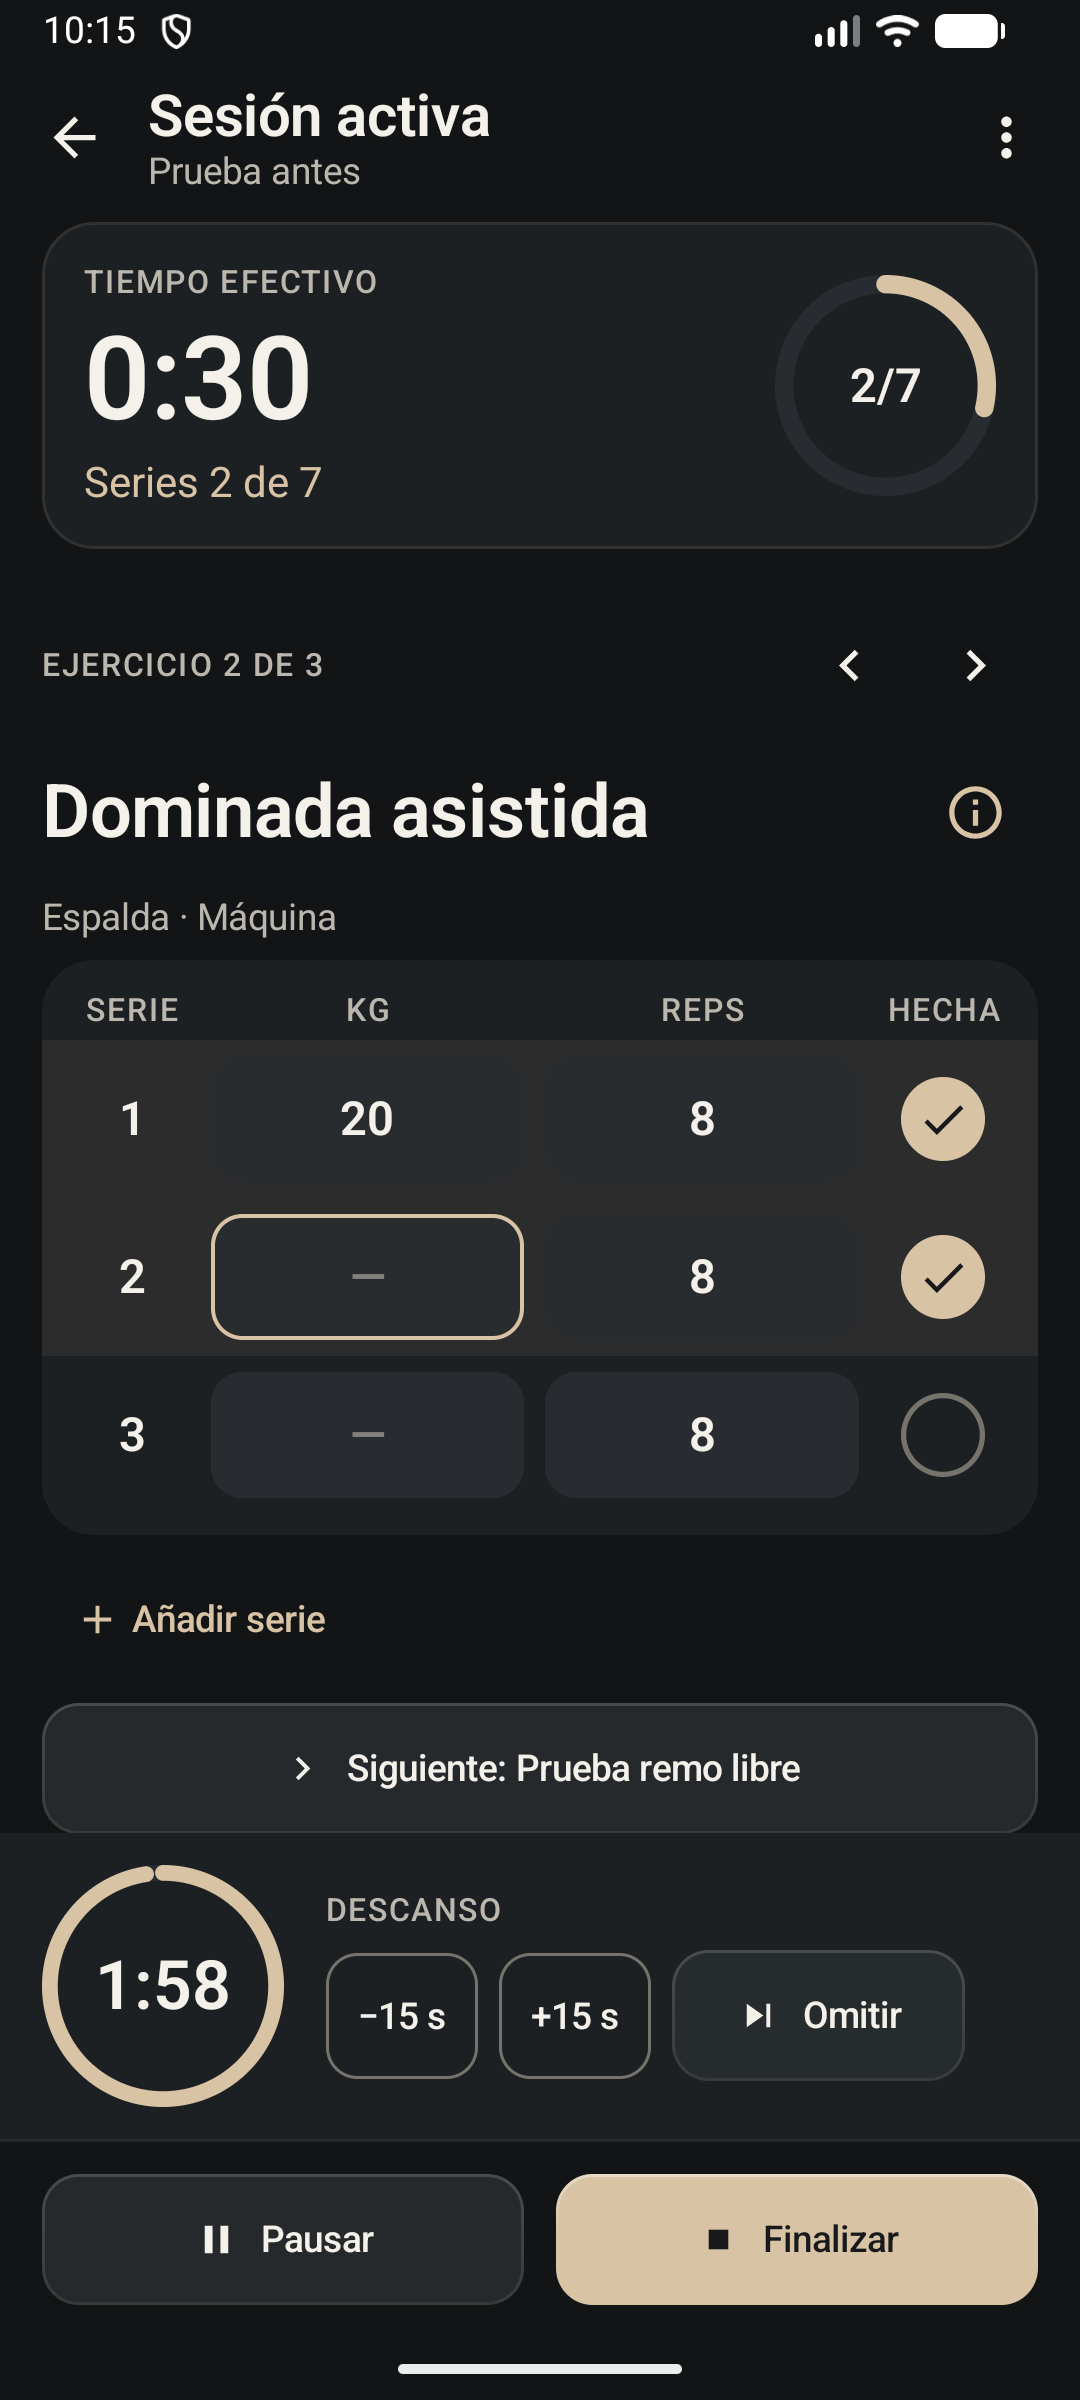 10:15
Sesión activa
Prueba antes
TIEMPO EFECTIVO
0:30
2/7
Series 2 de 7
EJERCICIO 2 DE 3
Dominada asistida
Espalda · Máquina
SERIE KG REPS HECHA
1 20 8
2 – 8
3 – 8
+ Añadir serie
Siguiente: Prueba remo libre
DESCANSO
1:58
−15 s +15 s Omitir
Pausar Finalizar